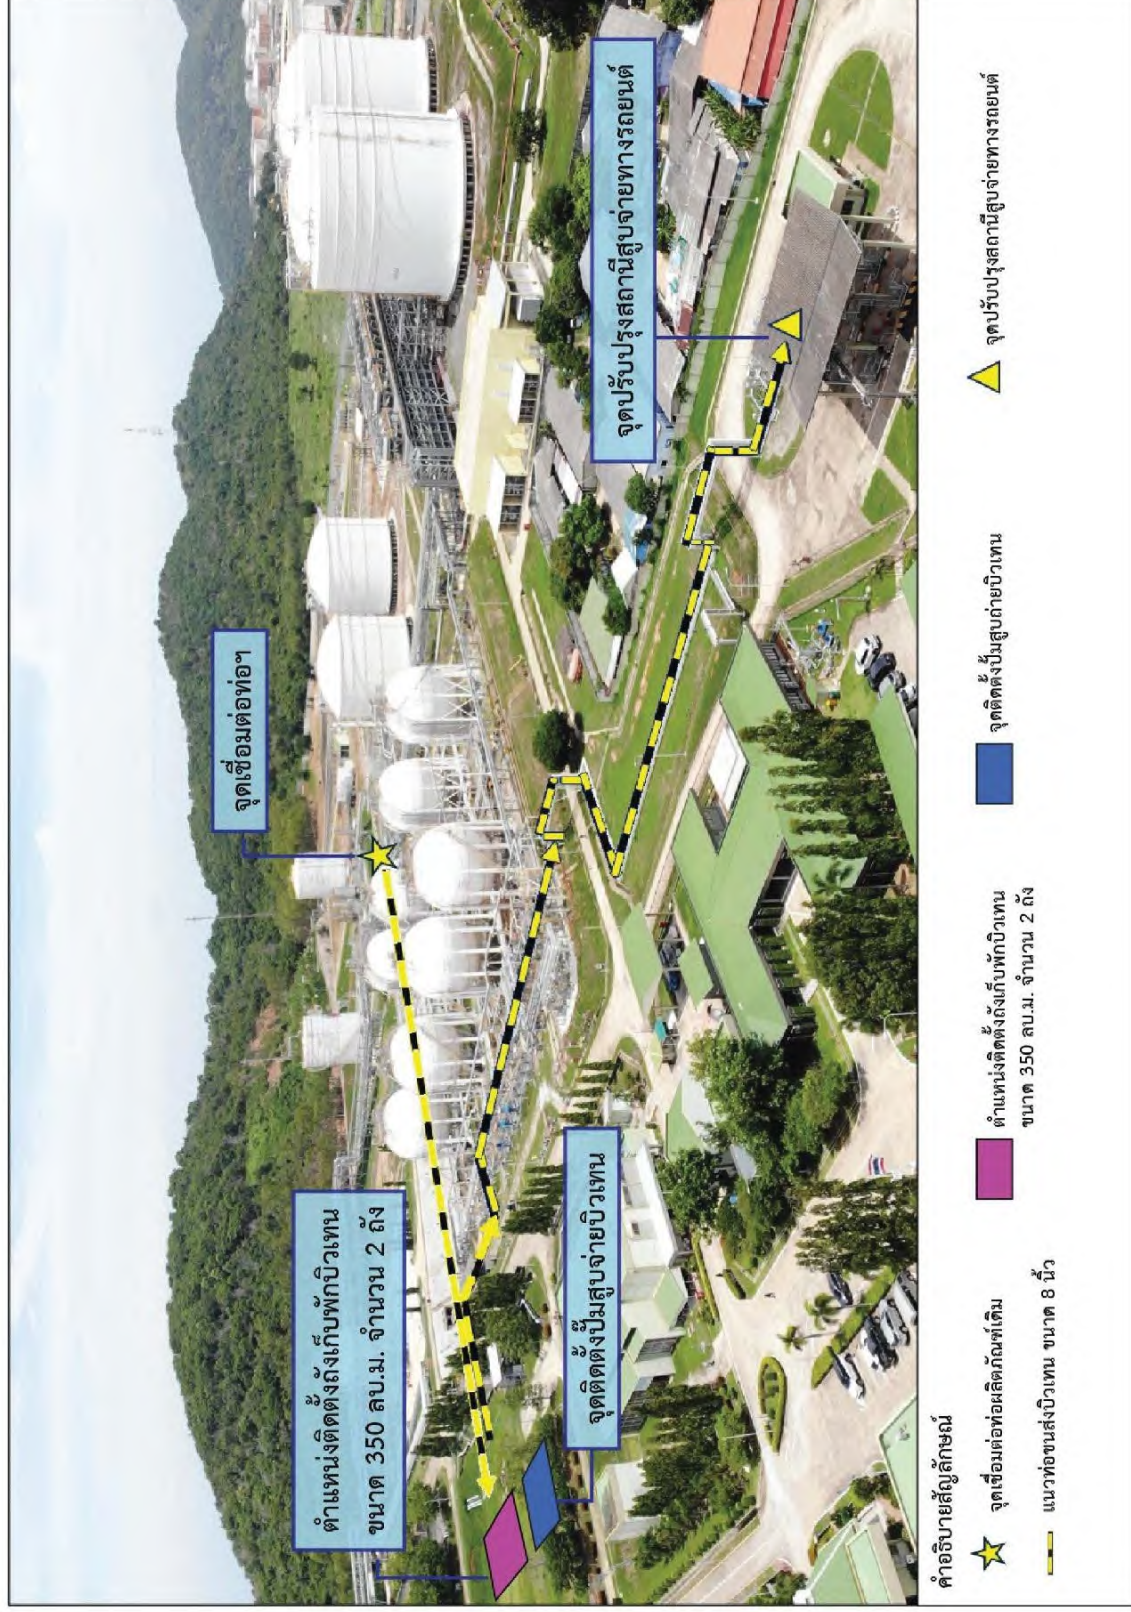 จุดเชื่อมต่อท่อฯ
ตำแหน่งติดตั้งถังเก็บพักบิวเทน
ขนาด 350 ลบ.ม. จำนวน 2 ถัง
จุดปรับปรุงสถานีสูบจ่ายทางรถยนต์
จุดติดตั้งปั๊มสูบจ่ายบิวเทน
คำอธิบายสัญลักษณ์
จุดเชื่อมต่อท่อผลิตภัณฑ์เดิม
ตำแหน่งติดตั้งถังเก็บพักบิวเทน
ขนาด 350 ลบ.ม. จำนวน 2 ถัง
จุดติดตั้งปั๊มสูบถ่ายบิวเทน
จุดปรับปรุงสถานีสูบจ่ายทางรถยนต์
แนวท่อขนส่งบิวเทน ขนาด 8 นิ้ว